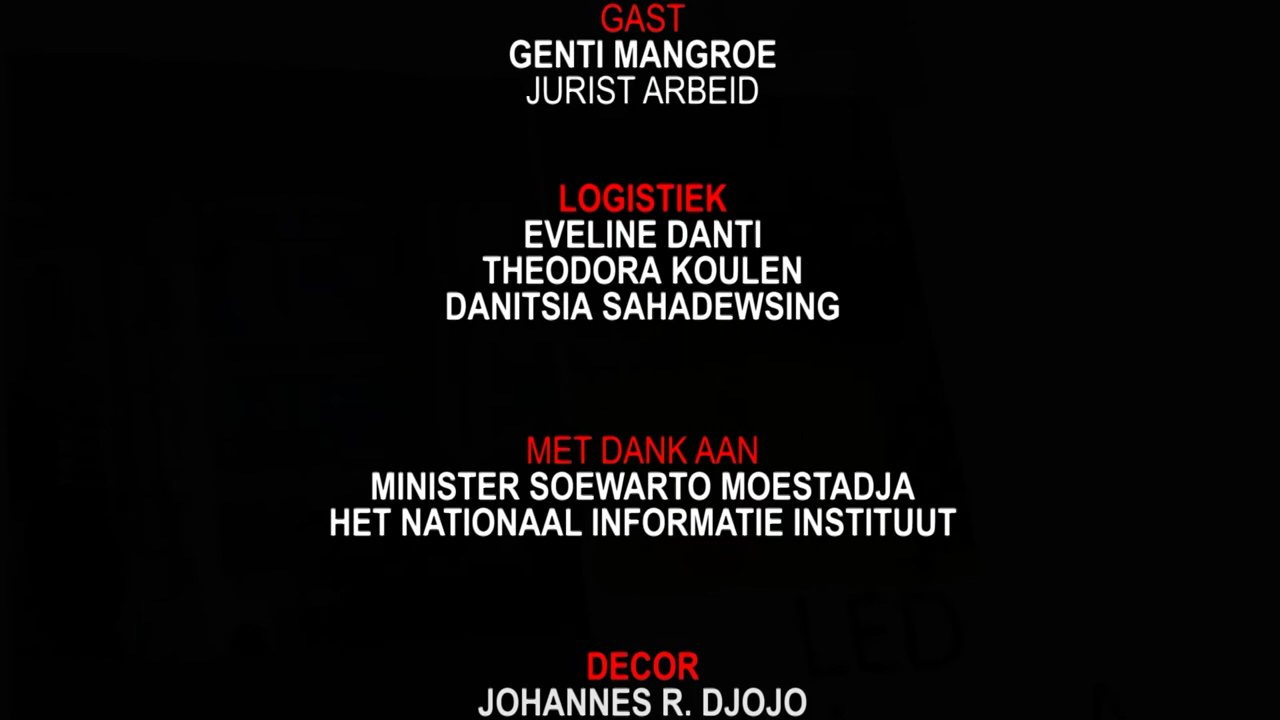 GAST
GENTI MANGROE
JURIST ARBEID
LOGISTIEK
EVELINE DANTI
THEODORA KOULEN
DANITSIA SAHADEWSING
MET DANK AAN
MINISTER SOEWARTO MOESTADJA
HET NATIONAAL INFORMATIE INSTITUUT
LED
DECOR
JOHANNES R. DJOJO